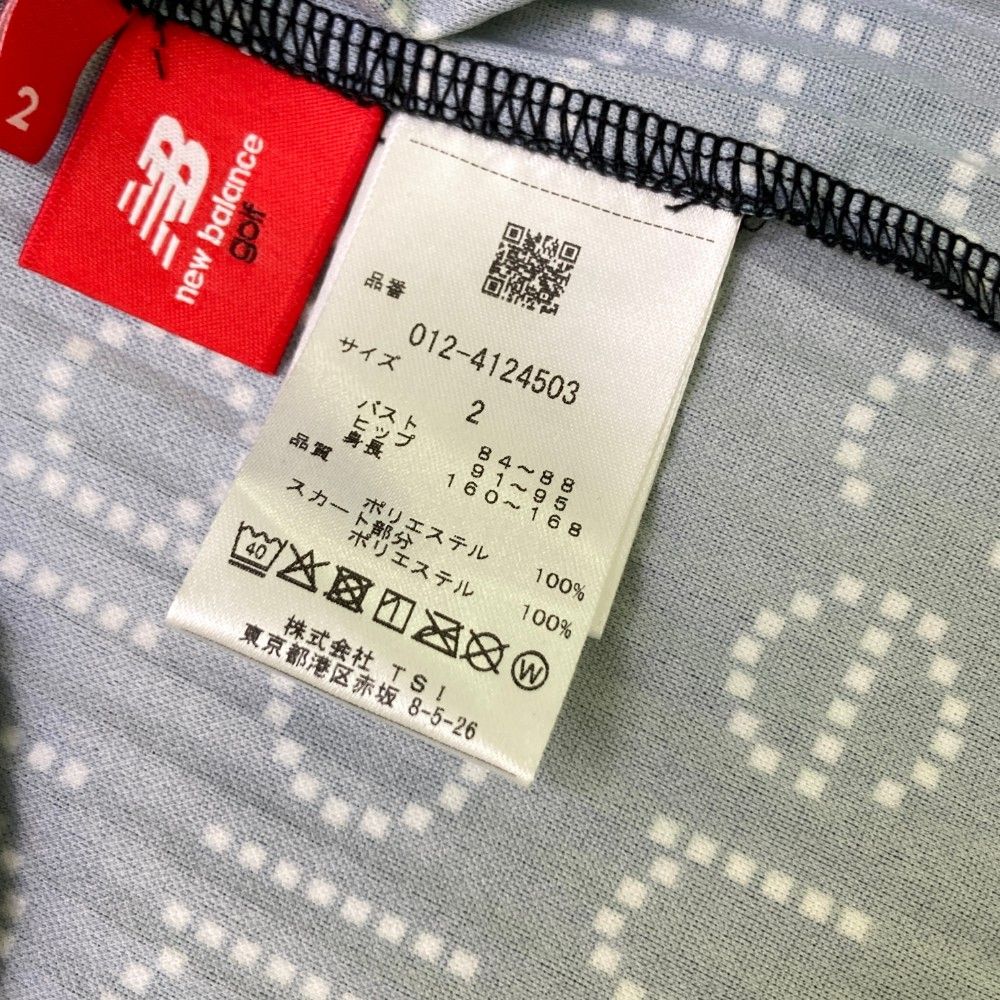 2
NB
new balance
golf
品番
012-4124503
サイズ
2
バスト 84~88
ヒップ 91~95
身長 160~168
品質
ポリエステル 100%
スカート部分
ポリエステル 100%
40
W
株式会社 TSI
東京都港区赤坂 8-5-26